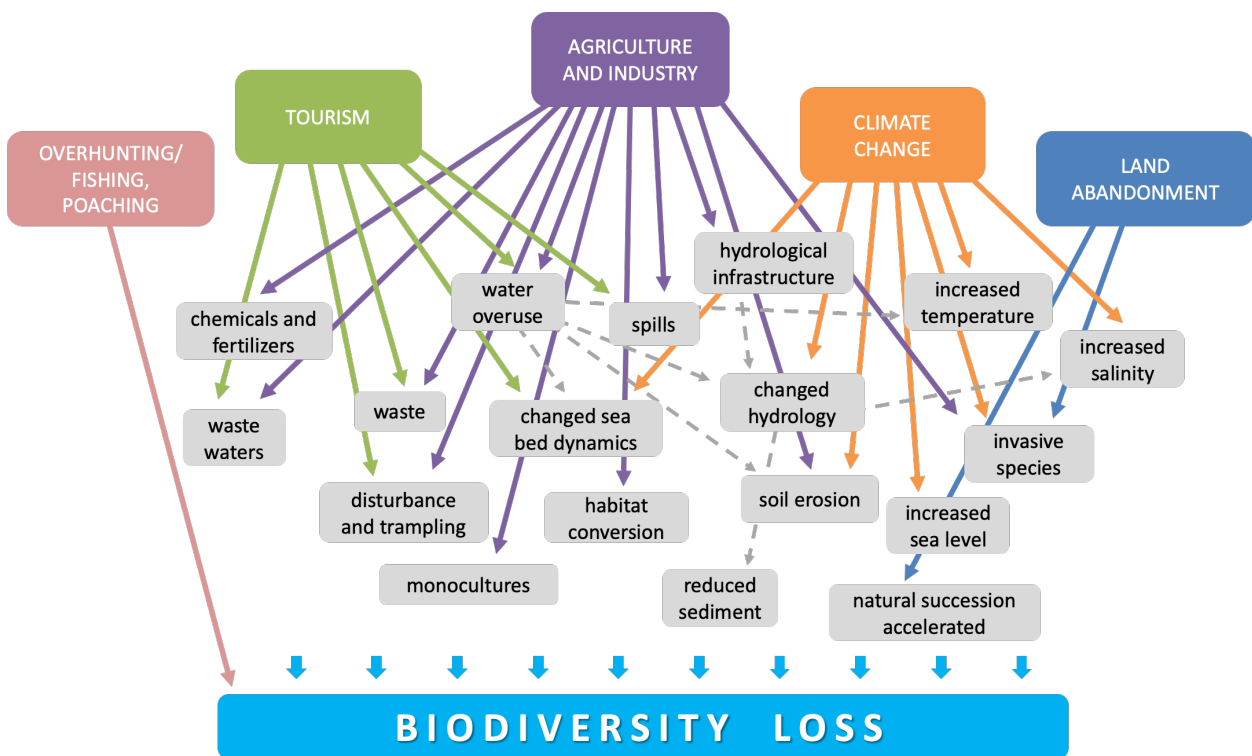 AGRICULTURE
AND INDUSTRY
TOURISM
CLIMATE
CHANGE
OVERHUNTING/
FISHING,
POACHING
LAND
ABANDONMENT
hydrological
infrastructure
water
overuse
increased
temperature
chemicals and
fertilizers
spills
increased
salinity
changed
hydrology
waste
changed sea
bed dynamics
waste
waters
invasive
species
disturbance
and trampling
habitat
conversion
soil erosion
increased
sea level
monocultures
reduced
sediment
natural succession
accelerated
BIODIVERSITY LOSS